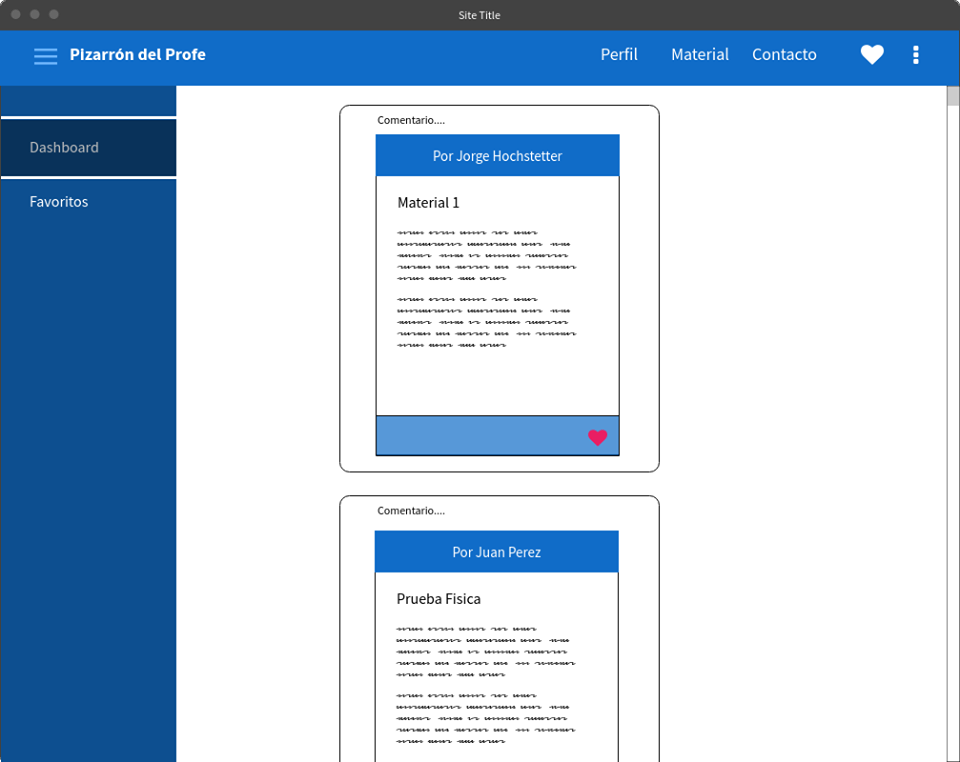 Site Title
Pizarrón del Profe
Perfil
Material
Contacto
Dashboard
Favoritos
Comentario....
Por Jorge Hochstetter
Material 1
Comentario....
Por Juan Perez
Prueba Fisica